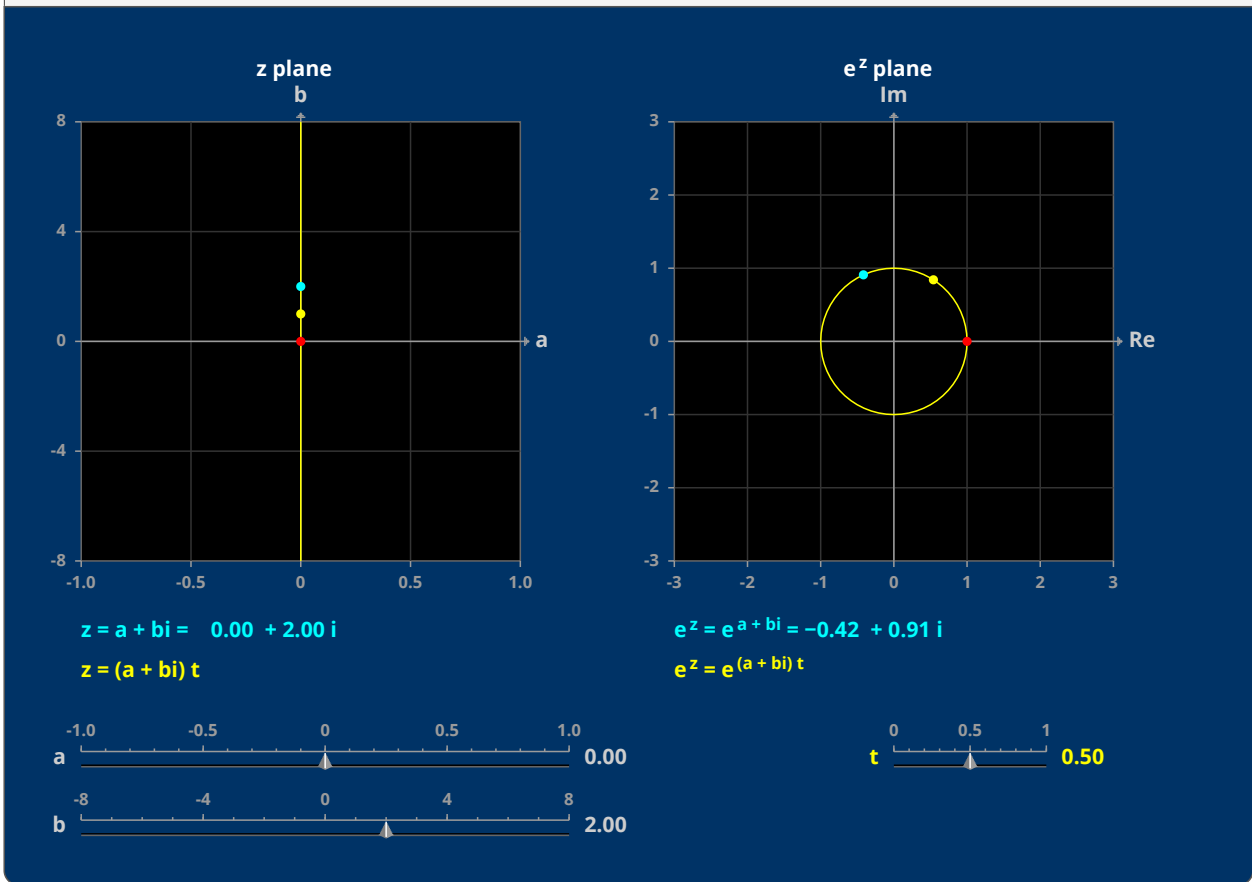 z plane
b
8
4
0
-4
-8
-1.0 -0.5 0 0.5 1.0
a
e^z plane
Im
3
2
1
0
-1
-2
-3
-3 -2 -1 0 1 2 3
Re
z = a + bi = 0.00 + 2.00 i
e^z = e^(a + bi) = −0.42 + 0.91 i
z = (a + bi) t
e^z = e^(a + bi) t
-1.0 -0.5 0 0.5 1.0
a 0.00
0 0.5 1
t 0.50
-8 -4 0 4 8
b 2.00